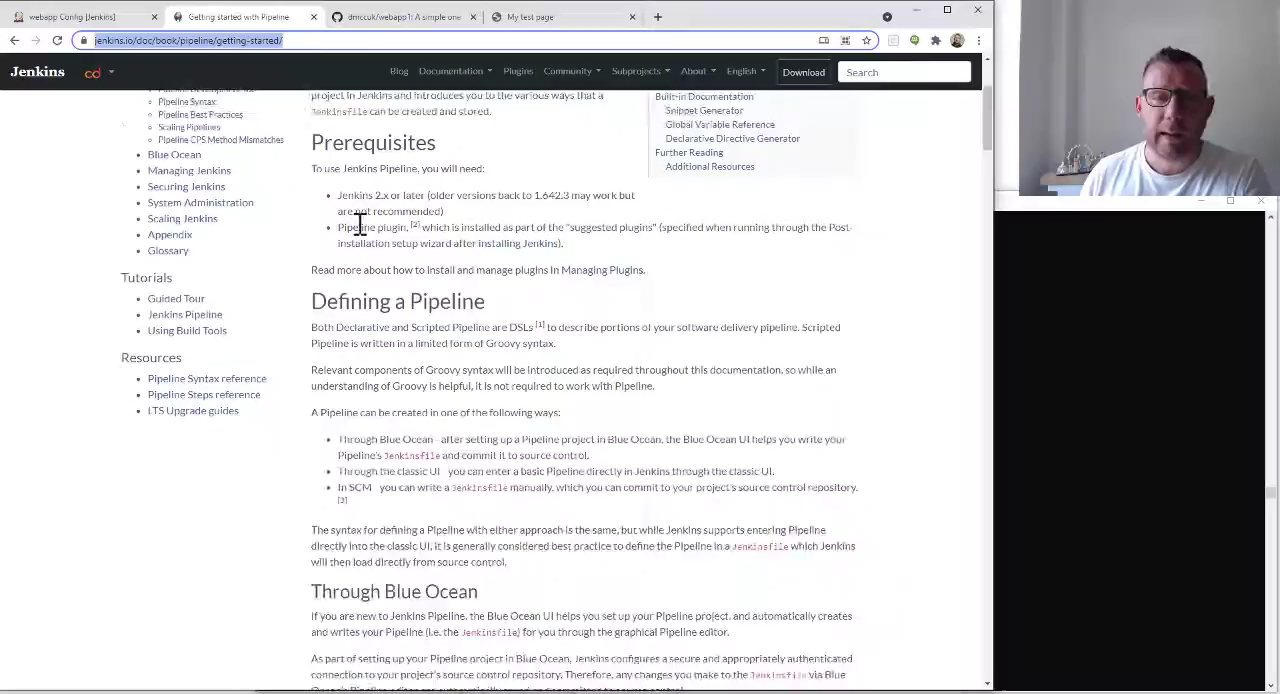 webapp Config [Jenkins]
Getting started with Pipeline
dmccuk/webapp1: A simple one
My test page
jenkins.io/doc/book/pipeline/getting-started/
Jenkins
cd
Blog
Documentation
Plugins
Community
Subprojects
About
English
Download
Search
Pipeline Syntax
Pipeline Best Practices
Scaling Pipelines
Pipeline CPS Method Mismatches
Blue Ocean
Managing Jenkins
Securing Jenkins
System Administration
Scaling Jenkins
Appendix
Glossary
Tutorials
Guided Tour
Jenkins Pipeline
Using Build Tools
Resources
Pipeline Syntax reference
Pipeline Steps reference
LTS Upgrade guides
project in Jenkins and introduces you to the various ways that a
Jenkinsfile can be created and stored.
Built-in Documentation
Snippet Generator
Global Variable Reference
Declarative Directive Generator
Further Reading
Additional Resources
Prerequisites
To use Jenkins Pipeline, you will need:
Jenkins 2.x or later (older versions back to 1.642.3 may work but
are not recommended)
Pipeline plugin, [2] which is installed as part of the "suggested plugins" (specified when running through the Post-
installation setup wizard after installing Jenkins).
Read more about how to install and manage plugins in Managing Plugins.
Defining a Pipeline
Both Declarative and Scripted Pipeline are DSLs [1] to describe portions of your software delivery pipeline. Scripted
Pipeline is written in a limited form of Groovy syntax.
Relevant components of Groovy syntax will be introduced as required throughout this documentation, so while an
understanding of Groovy is helpful, it is not required to work with Pipeline.
A Pipeline can be created in one of the following ways:
Through Blue Ocean - after setting up a Pipeline project in Blue Ocean, the Blue Ocean UI helps you write your
Pipeline's Jenkinsfile and commit it to source control.
Through the classic UI - you can enter a basic Pipeline directly in Jenkins through the classic UI.
In SCM - you can write a Jenkinsfile manually, which you can commit to your project's source control repository.
[3]
The syntax for defining a Pipeline with either approach is the same, but while Jenkins supports entering Pipeline
directly into the classic UI, it is generally considered best practice to define the Pipeline in a Jenkinsfile which Jenkins
will then load directly from source control.
Through Blue Ocean
If you are new to Jenkins Pipeline, the Blue Ocean UI helps you set up your Pipeline project, and automatically creates
and writes your Pipeline (i.e. the Jenkinsfile) for you through the graphical Pipeline editor.
As part of setting up your Pipeline project in Blue Ocean, Jenkins configures a secure and appropriately authenticated
connection to your project's source control repository. Therefore, any changes you make to the Jenkinsfile via Blue